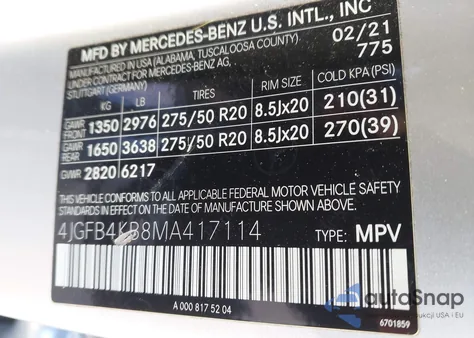 MFD BY MERCEDES-BENZ U.S. INTL., INC
MANUFACTURED IN USA (ALABAMA, TUSCALOOSA COUNTY) 02/21
UNDER CONTRACT FOR MERCEDES-BENZ AG, 775
STUTTGART (GERMANY)
KG LB TIRES RIM SIZE COLD KPA (PSI)
GAWR FRONT 1350 2976 275/50 R20 8.5Jx20 210(31)
GAWR REAR 1650 3638 275/50 R20 8.5Jx20 270(39)
GVWR 2820 6217
THIS VEHICLE CONFORMS TO ALL APPLICABLE FEDERAL MOTOR VEHICLE SAFETY
STANDARDS IN EFFECT ON THE DATE OF MANUFACTURE SHOWN ABOVE.
4JGFB4KB8MA417114 TYPE: MPV
A 000 817 52 04
autoSnap
6701859
USA i EU